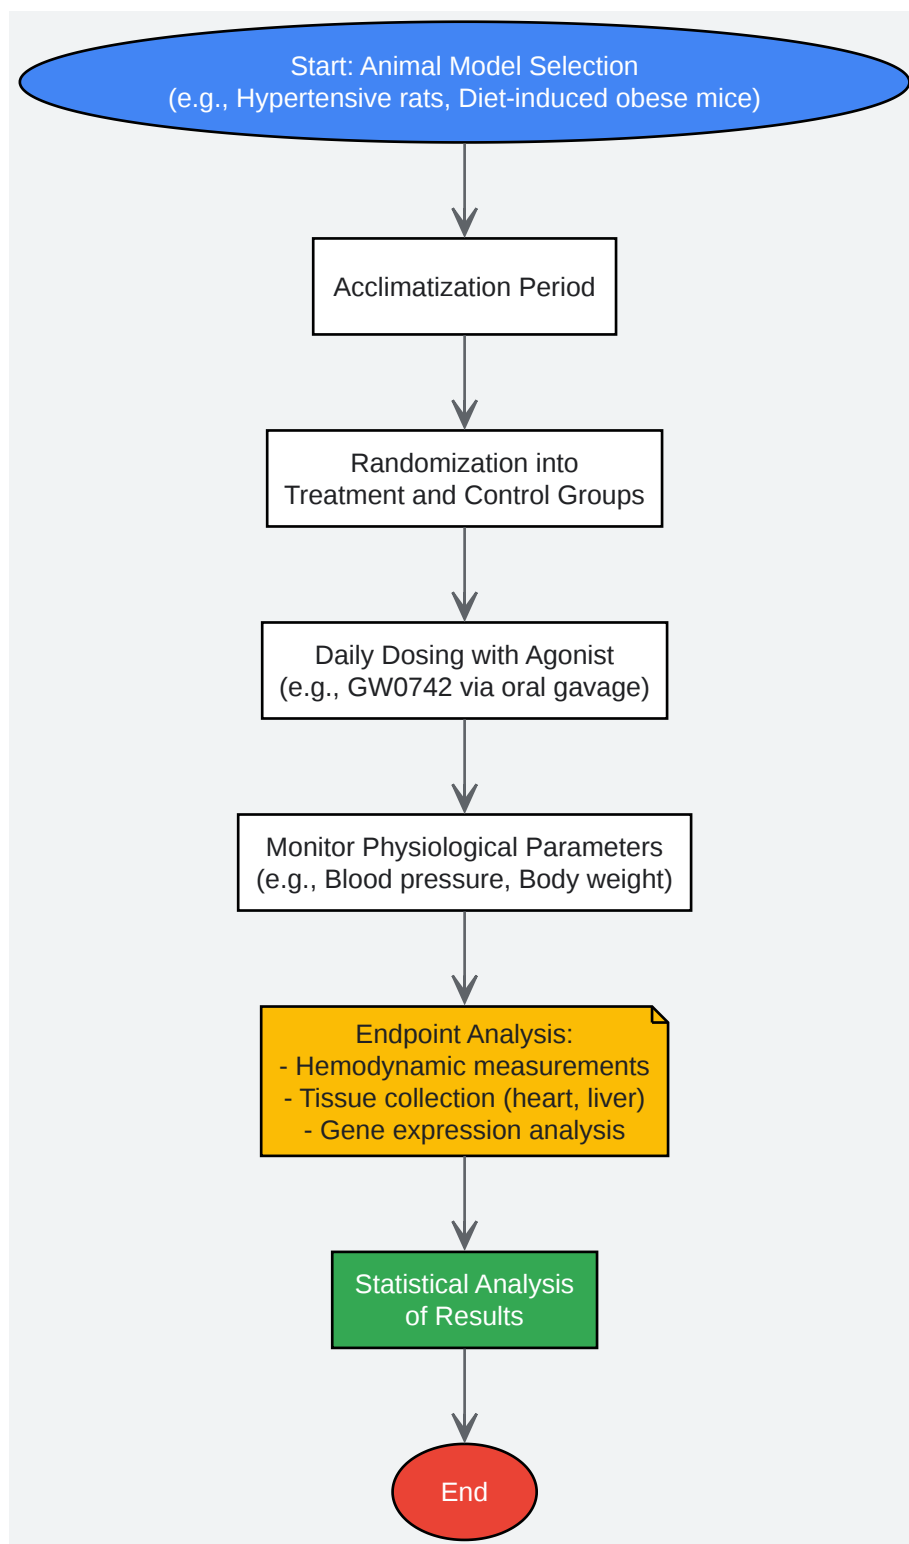 Start: Animal Model Selection
(e.g., Hypertensive rats, Diet-induced obese mice)
Acclimatization Period
Randomization into
Treatment and Control Groups
Daily Dosing with Agonist
(e.g., GW0742 via oral gavage)
Monitor Physiological Parameters
(e.g., Blood pressure, Body weight)
Endpoint Analysis:
- Hemodynamic measurements
- Tissue collection (heart, liver)
- Gene expression analysis
Statistical Analysis
of Results
End